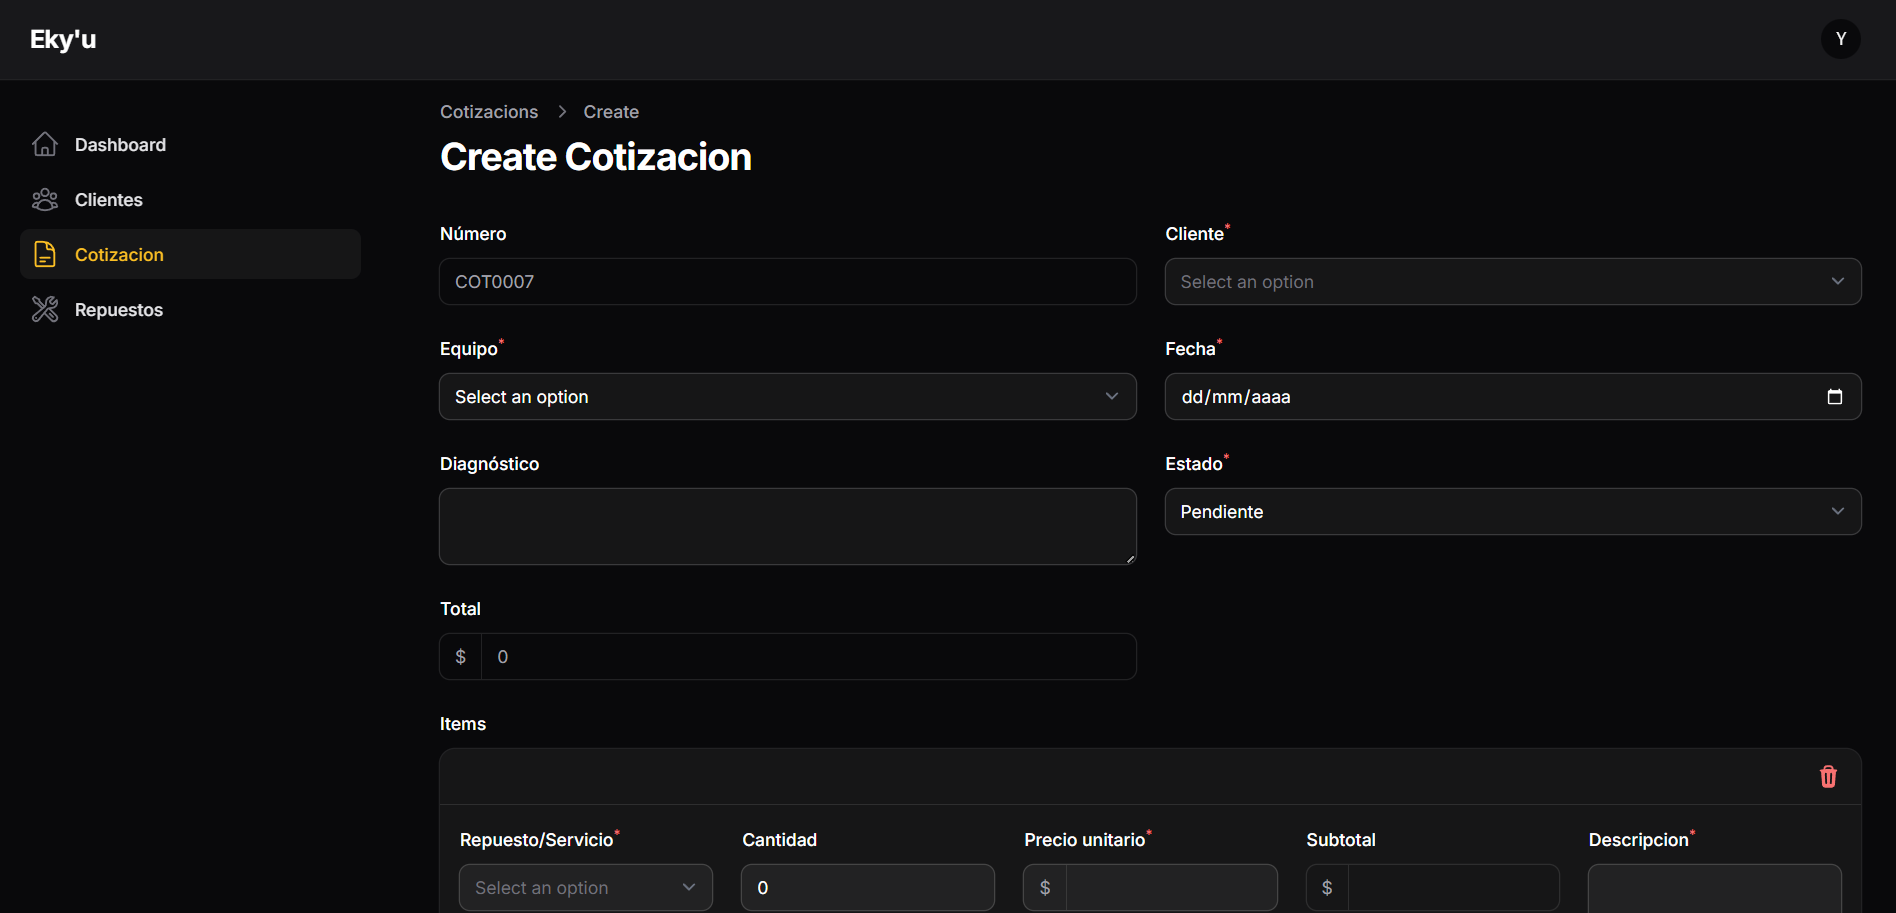 Eky'u
Y
Dashboard
Clientes
Cotizacion
Repuestos
Cotizacions > Create
Create Cotizacion
Número
COT0007
Cliente*
Select an option
Equipo*
Select an option
Fecha*
dd/mm/aaaa
Diagnóstico
Estado*
Pendiente
Total
$ 0
Items
Repuesto/Servicio* Cantidad Precio unitario* Subtotal Descripcion*
Select an option 0 $ $